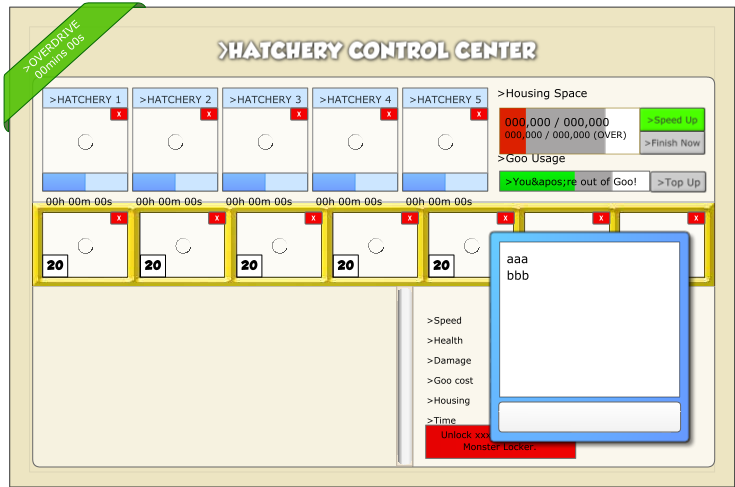 >OVERDRIVE
00mins 00s
>HATCHERY CONTROL CENTER
>HATCHERY 1
>HATCHERY 2
>HATCHERY 3
>HATCHERY 4
>HATCHERY 5
X
X
X
X
X
00h 00m 00s
00h 00m 00s
00h 00m 00s
00h 00m 00s
00h 00m 00s
>Housing Space
000,000 / 000,000
000,000 / 000,000 (OVER)
>Speed Up
>Finish Now
>Goo Usage
>You&apos;re out of Goo!
>Top Up
X
X
X
X
X
X
X
20
20
20
20
20
aaa
bbb
>Speed
>Health
>Damage
>Goo cost
>Housing
>Time
Unlock
Monster Locker.